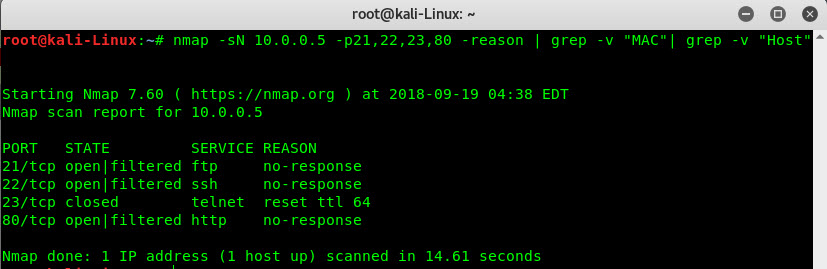 root@kali-Linux: ~
root@kali-Linux:~# nmap -sN 10.0.0.5 -p21,22,23,80 -reason | grep -v "MAC"| grep -v "Host"
Starting Nmap 7.60 ( https://nmap.org ) at 2018-09-19 04:38 EDT
Nmap scan report for 10.0.0.5
PORT   STATE         SERVICE REASON
21/tcp open|filtered ftp     no-response
22/tcp open|filtered ssh     no-response
23/tcp closed        telnet  reset ttl 64
80/tcp open|filtered http    no-response
Nmap done: 1 IP address (1 host up) scanned in 14.61 seconds